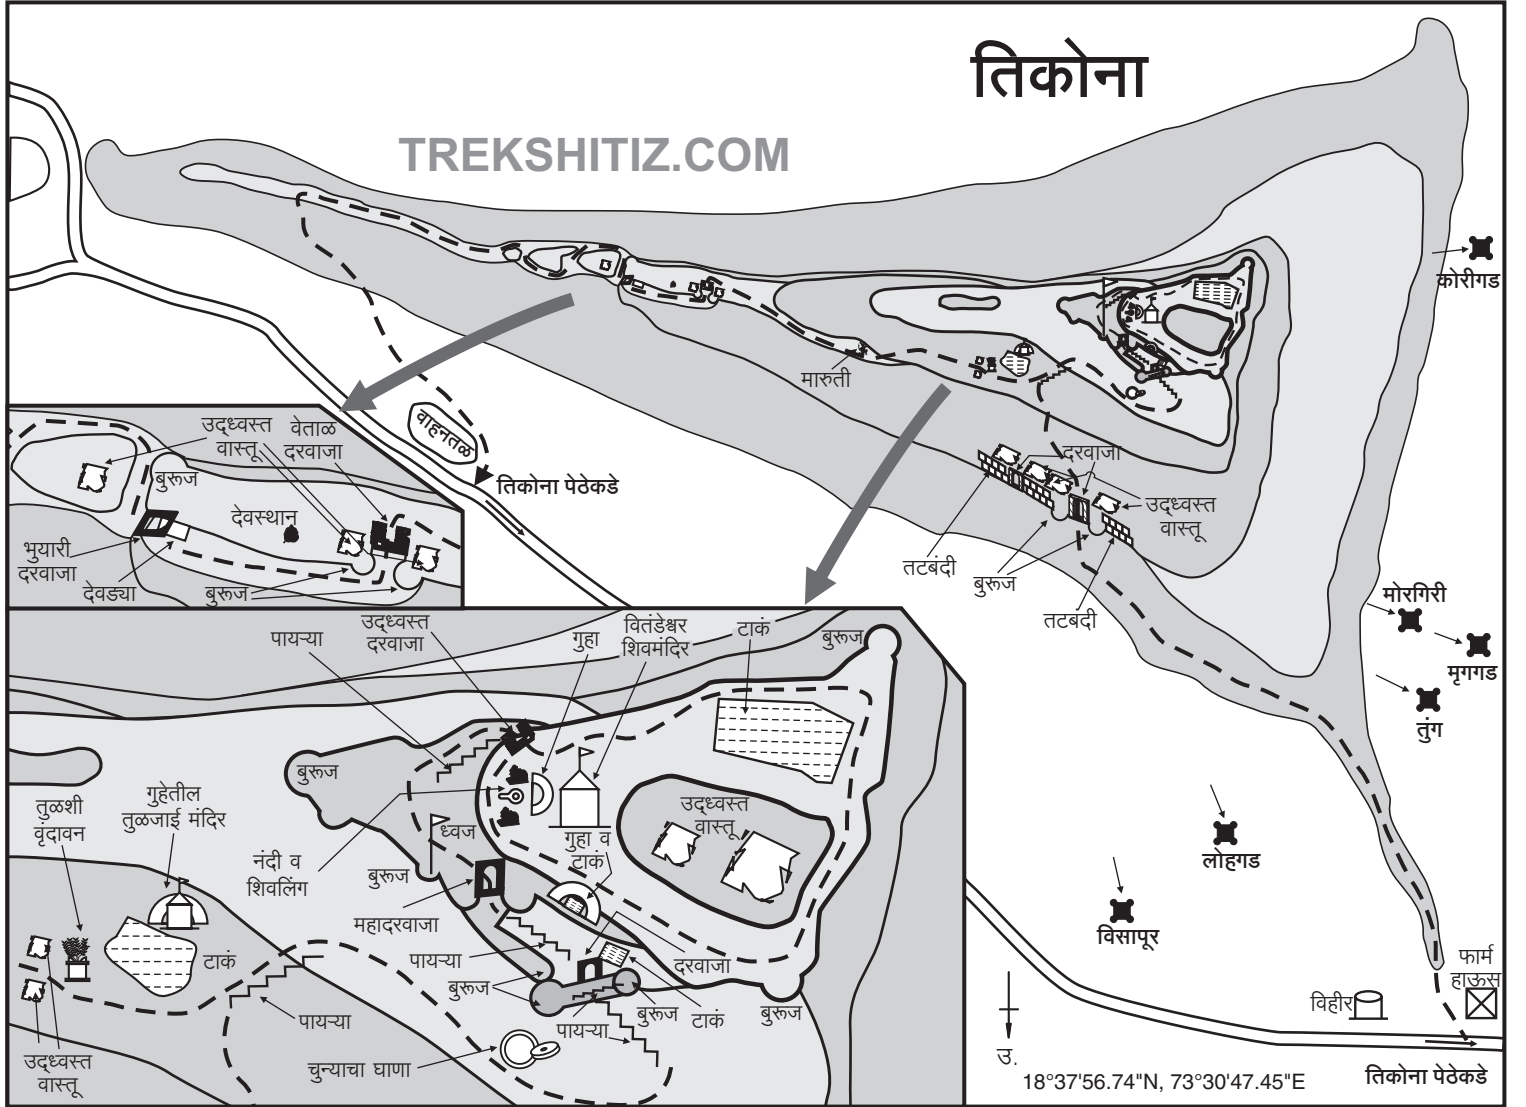 तिकोना
TREKSHITIZ.COM
कोरीगड
मारुती
वाहनतळ
तिकोना पेठेकडे
दरवाजा
उद्ध्वस्त
वास्तू
तटबंदी
बुरूज
तटबंदी
उद्ध्वस्त
वास्तू
वेताळ
दरवाजा
बुरूज
देवस्थान
भुयारी
दरवाजा
देवड्या
बुरूज
मोरगिरी
मृगगड
तुंग
लोहगड
विसापूर
पायऱ्या
उद्ध्वस्त
दरवाजा
गुहा
वितंडेश्वर
शिवमंदिर
टाकं
बुरूज
बुरूज
तुळशी
वृंदावन
गुहेतील
तुळजाई मंदिर
ध्वज
उद्ध्वस्त
वास्तू
नंदी व
शिवलिंग
गुहा व
टाकं
बुरूज
महादरवाजा
टाकं
पायऱ्या
दरवाजा
बुरूज
पायऱ्या
पायऱ्या
बुरूज
टाकं
बुरूज
चुन्याचा घाणा
उद्ध्वस्त
वास्तू
फार्म
हाऊस
विहीर
उ.
18°37'56.74"N, 73°30'47.45"E
तिकोना पेठेकडे